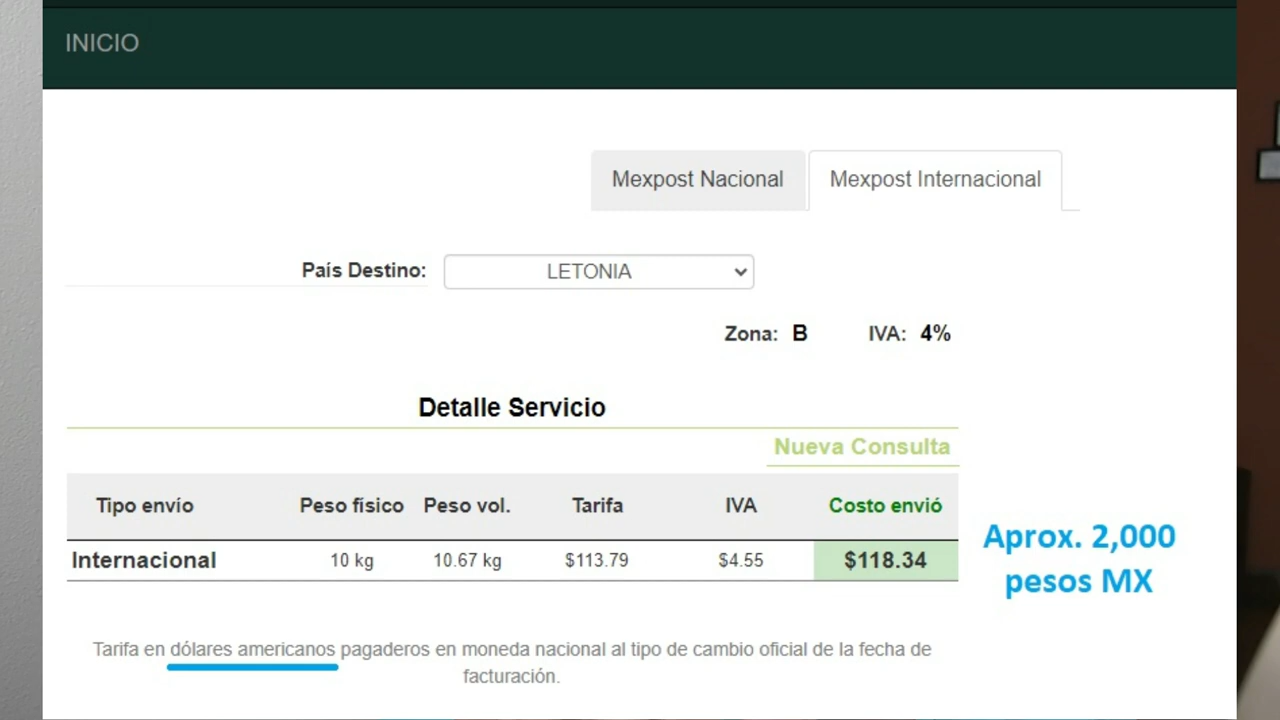 INICIO
Mexpost Nacional Mexpost Internacional
País Destino: LETONIA
Zona: B IVA: 4%
Detalle Servicio
Nueva Consulta
Tipo envío Peso físico Peso vol. Tarifa IVA Costo envió
Internacional 10 kg 10.67 kg $113.79 $4.55 $118.34
Aprox. 2,000
pesos MX
Tarifa en dólares americanos pagaderos en moneda nacional al tipo de cambio oficial de la fecha de
facturación.